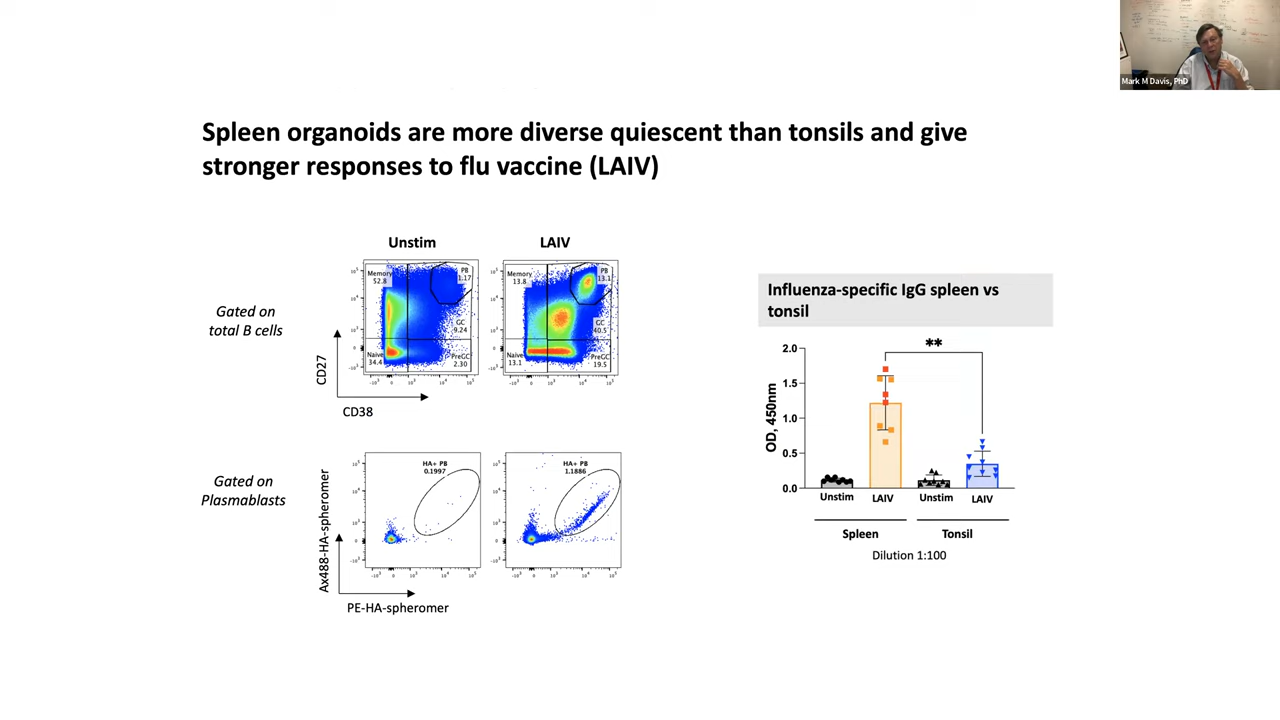 Mark M Davis, PhD
Spleen organoids are more diverse quiescent than tonsils and give
stronger responses to flu vaccine (LAIV)
Unstim
LAIV
Gated on
total B cells
CD27
CD38
Memory
52.8
PB
1.17
GC
9.24
Naive
34.4
PreGC
2.30
Memory
13.8
PB
13.1
GC
40.5
Naive
13.1
PreGC
19.5
Gated on
Plasmablasts
Ax488-HA-spheromer
PE-HA-spheromer
HA+ PB
0.1997
HA+ PB
1.1886
Influenza-specific IgG spleen vs
tonsil
**
OD, 450nm
2.0
1.5
1.0
0.5
0.0
Unstim
LAIV
Unstim
LAIV
Spleen
Tonsil
Dilution 1:100